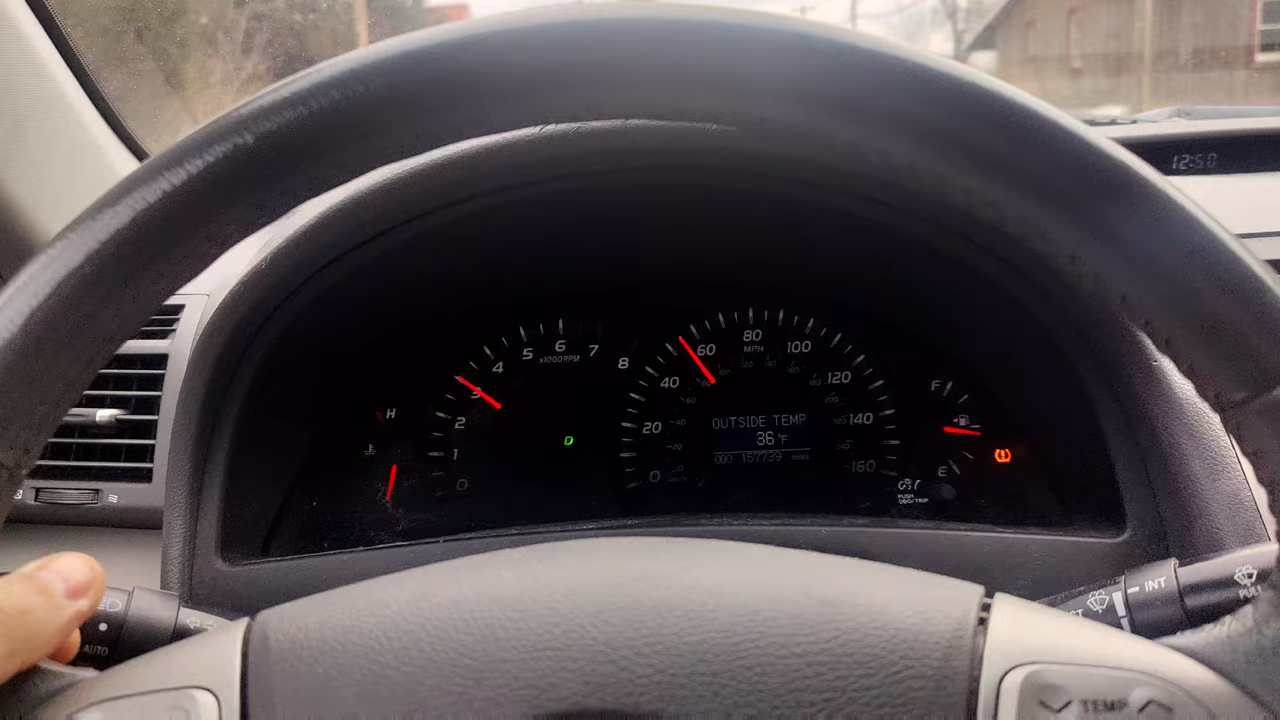 12:50
4 5 6 7 8
x1000RPM
3
2
1
0
H
D
20 40 60 80 100 120 140 160
MPH
0
OUTSIDE TEMP
36°F
157739 miles
F
E
PUSH
ODO/TRIP
AUTO
INT
PULL
TEMP